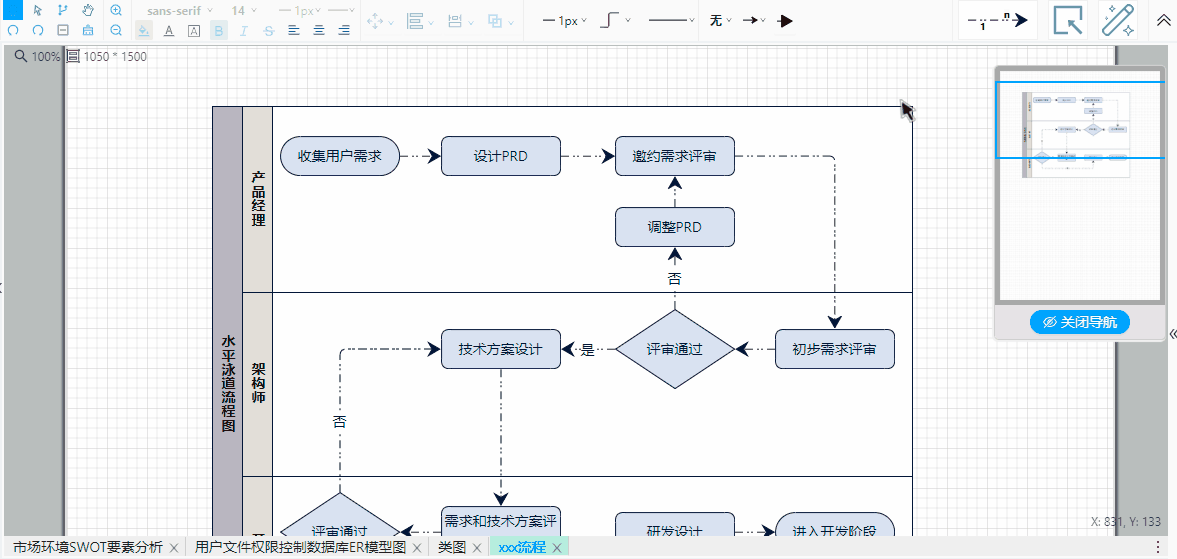 sans-serif 14 1px 1px 无 1 n
100% 1050 * 1500
收集用户需求
设计PRD
邀约需求评审
产品经理
调整PRD
否
关闭导航
水平泳道流程图
架构师
技术方案设计
是
评审通过
初步需求评审
否
评审通过
需求和技术方案评
研发设计
进入开发阶段
X: 831, Y: 133
市场环境SWOT要素分析 用户文件权限控制数据库ER模型图 类图 xxx流程